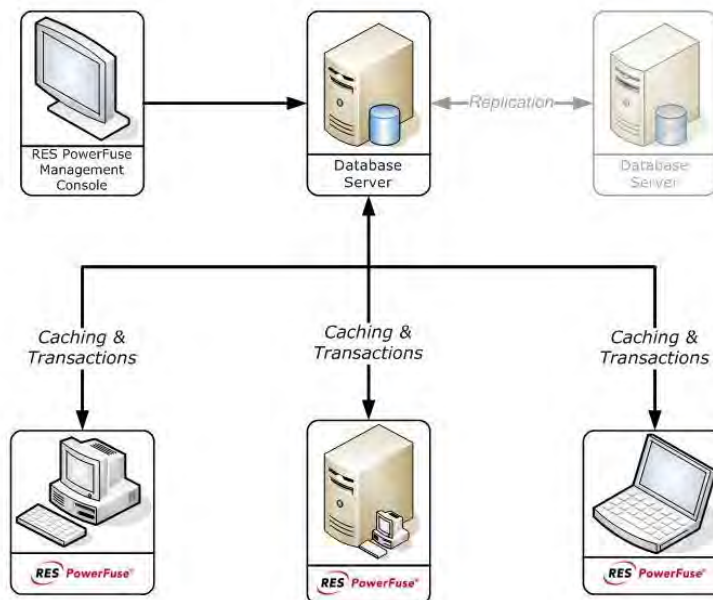 RES PowerFuse
Management
Console
Database
Server
Replication
Database
Server
Caching &
Transactions
Caching &
Transactions
Caching &
Transactions
RES PowerFuse®
RES PowerFuse®
RES PowerFuse®